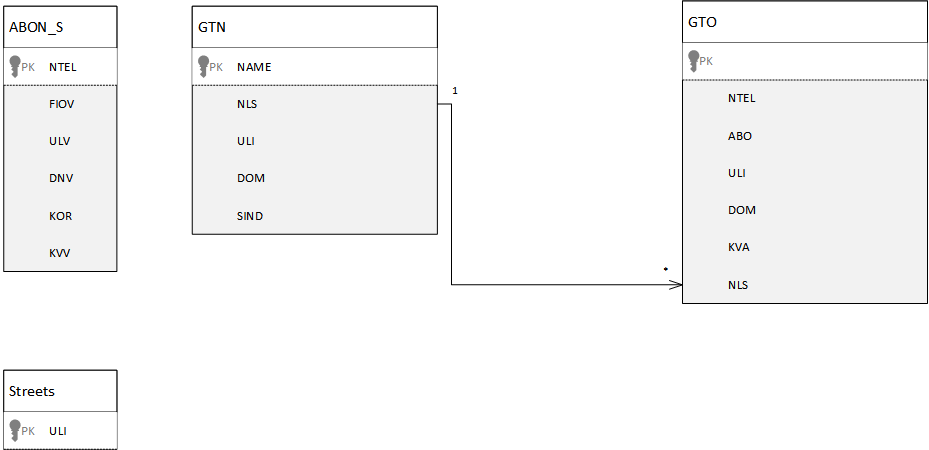 ABON_S
PK NTEL
FIOV
ULV
DNV
KOR
KVV
GTN
PK NAME
NLS
ULI
DOM
SIND
1
*
GTO
PK
NTEL
ABO
ULI
DOM
KVA
NLS
Streets
PK ULI